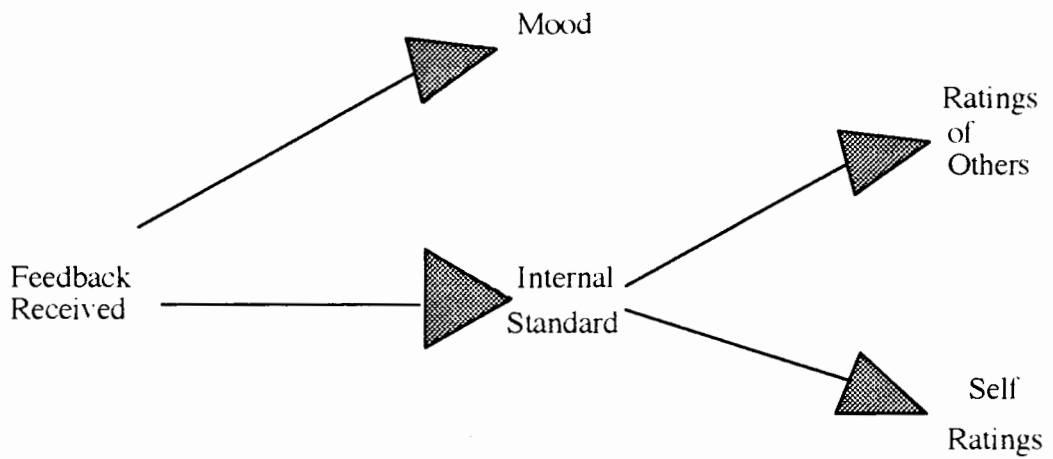 Mood
Ratings
of
Others
Feedback
Received
Internal
Standard
Self
Ratings